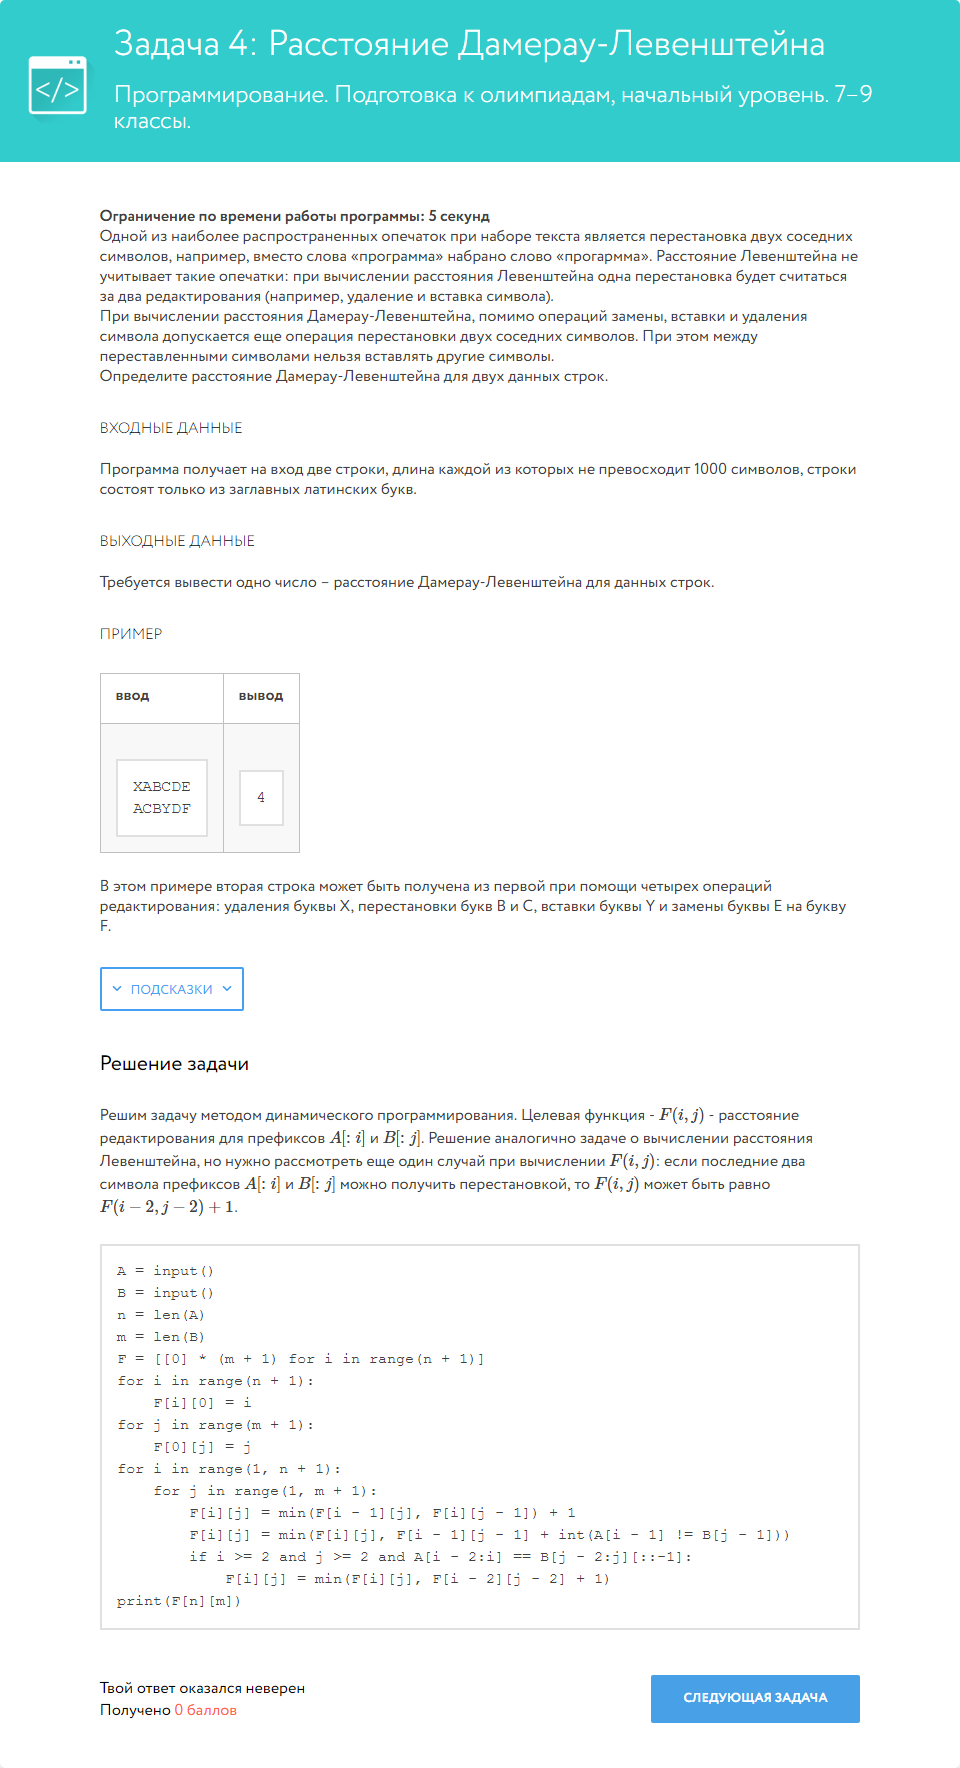 </>
Задача 4: Расстояние Дамерау-Левенштейна
Программирование. Подготовка к олимпиадам, начальный уровень. 7–9
классы.
Ограничение по времени работы программы: 5 секунд
Одной из наиболее распространенных опечаток при наборе текста является перестановка двух соседних
символов, например, вместо слова «программа» набрано слово «прогармма». Расстояние Левенштейна не
учитывает такие опечатки: при вычислении расстояния Левенштейна одна перестановка будет считаться
за два редактирования (например, удаление и вставка символа).
При вычислении расстояния Дамерау-Левенштейна, помимо операций замены, вставки и удаления
символа допускается еще операция перестановки двух соседних символов. При этом между
переставленными символами нельзя вставлять другие символы.
Определите расстояние Дамерау-Левенштейна для двух данных строк.
ВХОДНЫЕ ДАННЫЕ
Программа получает на вход две строки, длина каждой из которых не превосходит 1000 символов, строки
состоят только из заглавных латинских букв.
ВЫХОДНЫЕ ДАННЫЕ
Требуется вывести одно число – расстояние Дамерау-Левенштейна для данных строк.
ПРИМЕР
ввод вывод
XABCDE
ACBYDF
4
В этом примере вторая строка может быть получена из первой при помощи четырех операций
редактирования: удаления буквы X, перестановки букв B и C, вставки буквы Y и замены буквы E на букву
F.
ПОДСКАЗКИ
Решение задачи
Решим задачу методом динамического программирования. Целевая функция - F(i, j) - расстояние
редактирования для префиксов A[: i] и B[: j]. Решение аналогично задаче о вычислении расстояния
Левенштейна, но нужно рассмотреть еще один случай при вычислении F(i, j): если последние два
символа префиксов A[: i] и B[: j] можно получить перестановкой, то F(i, j) может быть равно
F(i − 2, j − 2) + 1.
A = input()
B = input()
n = len(A)
m = len(B)
F = [[0] * (m + 1) for i in range(n + 1)]
for i in range(n + 1):
    F[i][0] = i
for j in range(m + 1):
    F[0][j] = j
for i in range(1, n + 1):
    for j in range(1, m + 1):
        F[i][j] = min(F[i - 1][j], F[i][j - 1]) + 1
        F[i][j] = min(F[i][j], F[i - 1][j - 1] + int(A[i - 1] != B[j - 1]))
        if i >= 2 and j >= 2 and A[i - 2:i] == B[j - 2:j][::-1]:
            F[i][j] = min(F[i][j], F[i - 2][j - 2] + 1)
print(F[n][m])
Твой ответ оказался неверен
Получено 0 баллов
СЛЕДУЮЩАЯ ЗАДАЧА